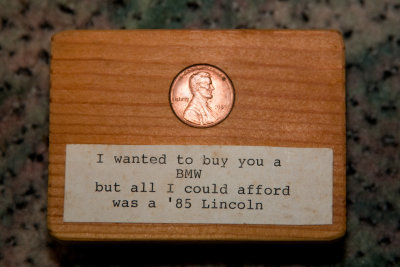 I wanted to buy you a
BMW
but all I could afford
was a '85 Lincoln